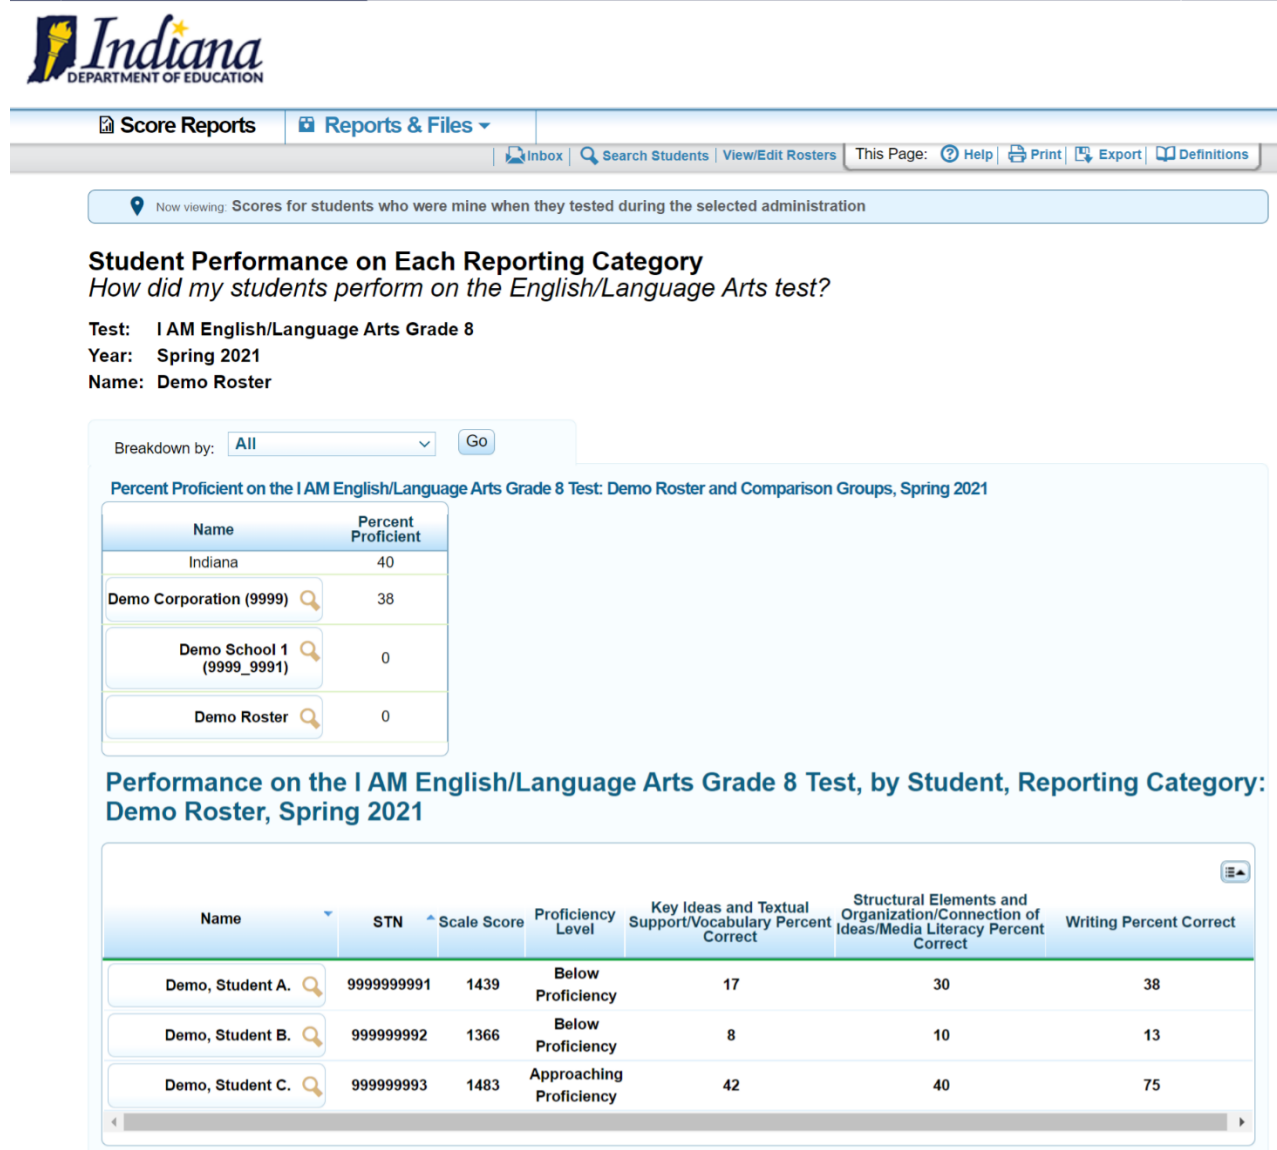 Indiana
DEPARTMENT OF EDUCATION
Score Reports
Reports & Files
Inbox | Search Students | View/Edit Rosters
This Page: Help | Print | Export | Definitions
Now viewing: Scores for students who were mine when they tested during the selected administration
Student Performance on Each Reporting Category
How did my students perform on the English/Language Arts test?
Test: I AM English/Language Arts Grade 8
Year: Spring 2021
Name: Demo Roster
Breakdown by: All Go
Percent Proficient on the I AM English/Language Arts Grade 8 Test: Demo Roster and Comparison Groups, Spring 2021
Name Percent Proficient
Indiana 40
Demo Corporation (9999) 38
Demo School 1 (9999_9991) 0
Demo Roster 0
Performance on the I AM English/Language Arts Grade 8 Test, by Student, Reporting Category:
Demo Roster, Spring 2021
Name STN Scale Score Proficiency Level Key Ideas and Textual Support/Vocabulary Percent Correct Structural Elements and Organization/Connection of Ideas/Media Literacy Percent Correct Writing Percent Correct
Demo, Student A. 9999999991 1439 Below Proficiency 17 30 38
Demo, Student B. 999999992 1366 Below Proficiency 8 10 13
Demo, Student C. 999999993 1483 Approaching Proficiency 42 40 75